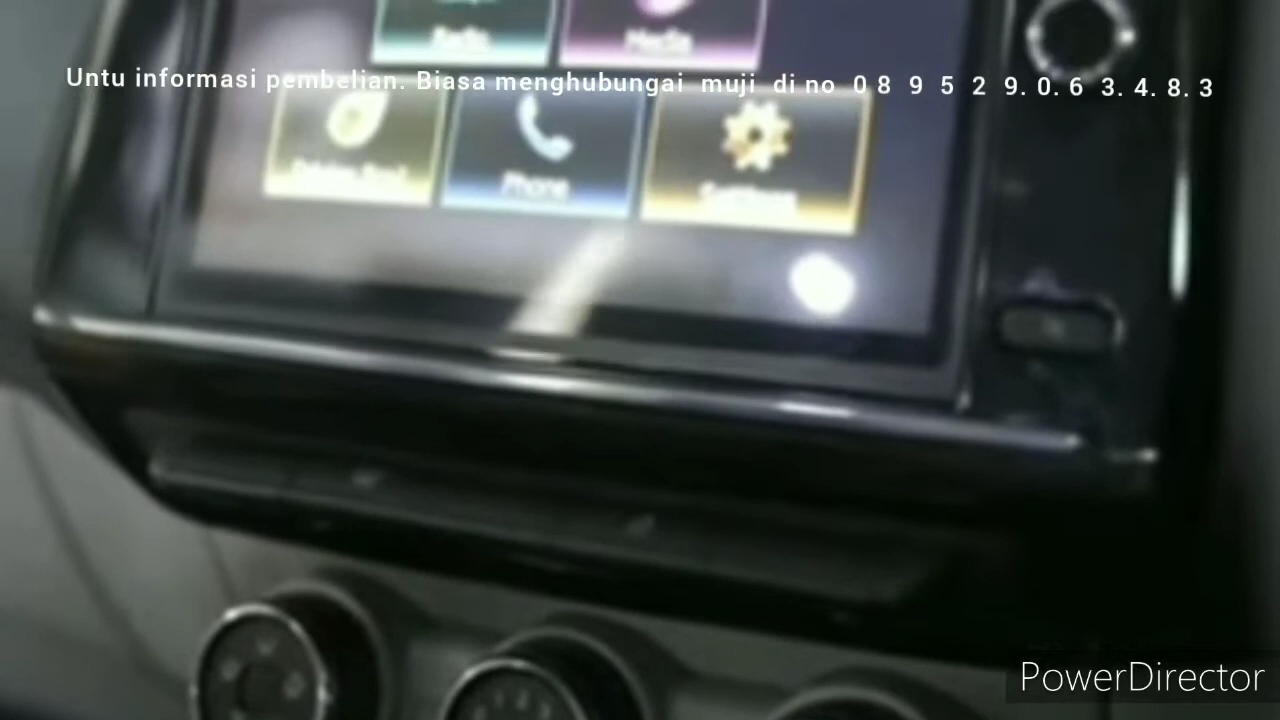 Radio Media
Untu informasi pembelian. Biasa menghubungai muji di no 0 8 9 5 2 9. 0. 6 3. 4. 8. 3
Phone Settings
PowerDirector